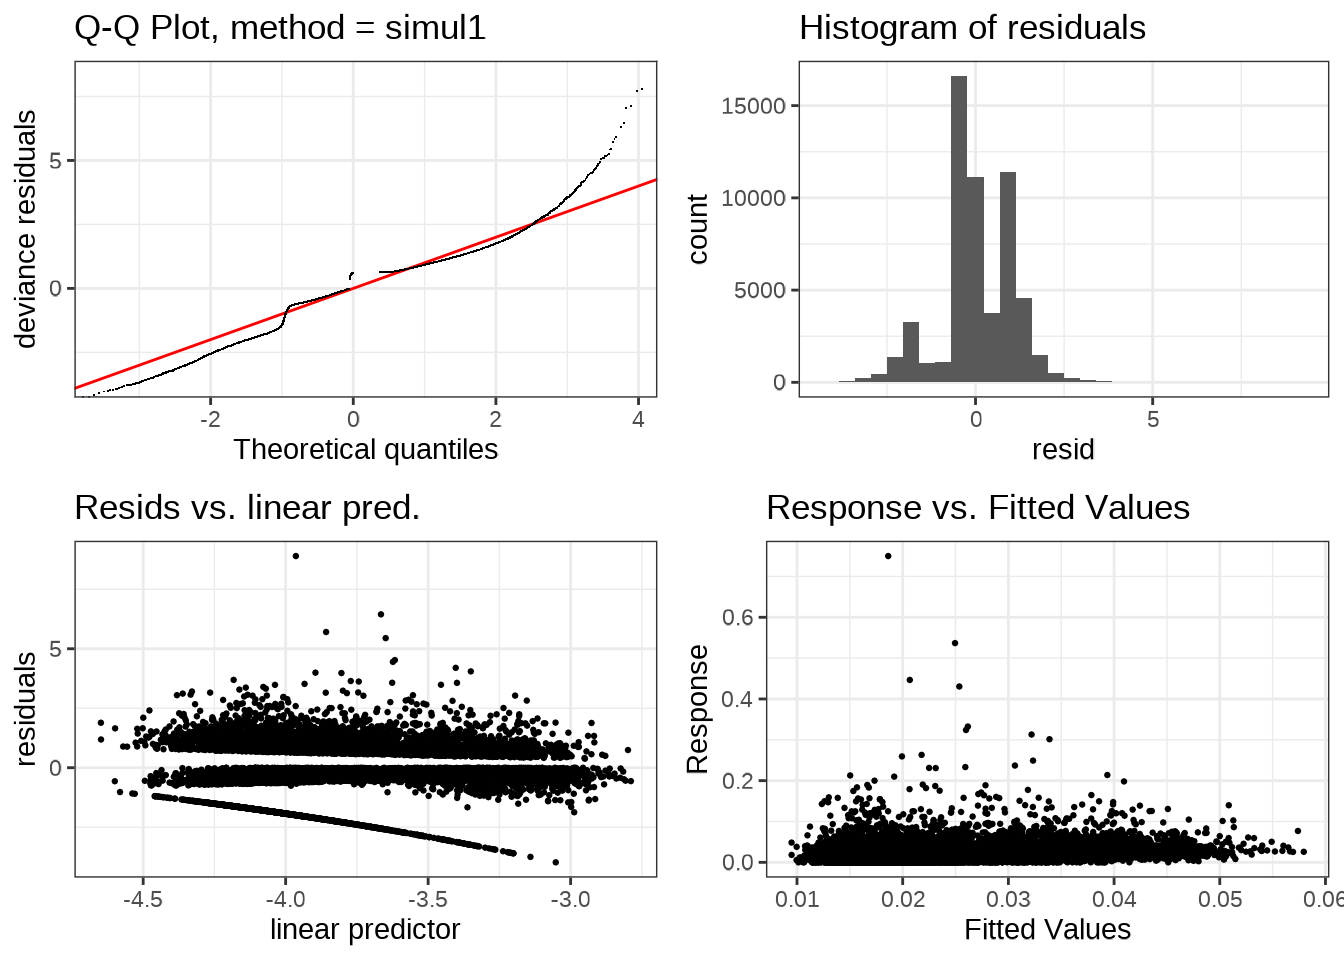 Q-Q Plot, method = simul1
deviance residuals
5
0
-2 0 2 4
Theoretical quantiles
Histogram of residuals
count
15000
10000
5000
0
0 5
resid
Resids vs. linear pred.
residuals
5
0
-4.5 -4.0 -3.5 -3.0
linear predictor
Response vs. Fitted Values
Response
0.6
0.4
0.2
0.0
0.01 0.02 0.03 0.04 0.05 0.06
Fitted Values